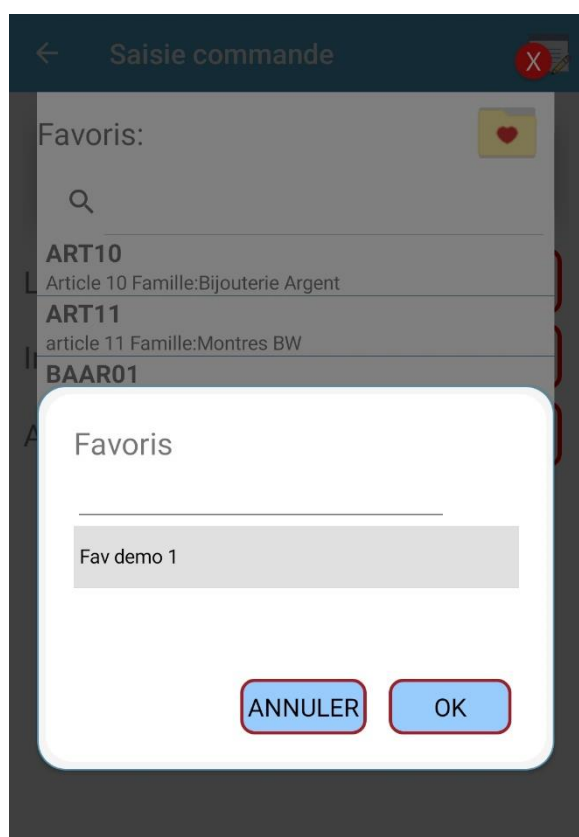 Saisie commande
X
Favoris:
ART10
L Article 10 Famille:Bijouterie Argent
ART11
article 11 Famille:Montres BW
BAAR01
A
Favoris
Fav demo 1
ANNULER OK